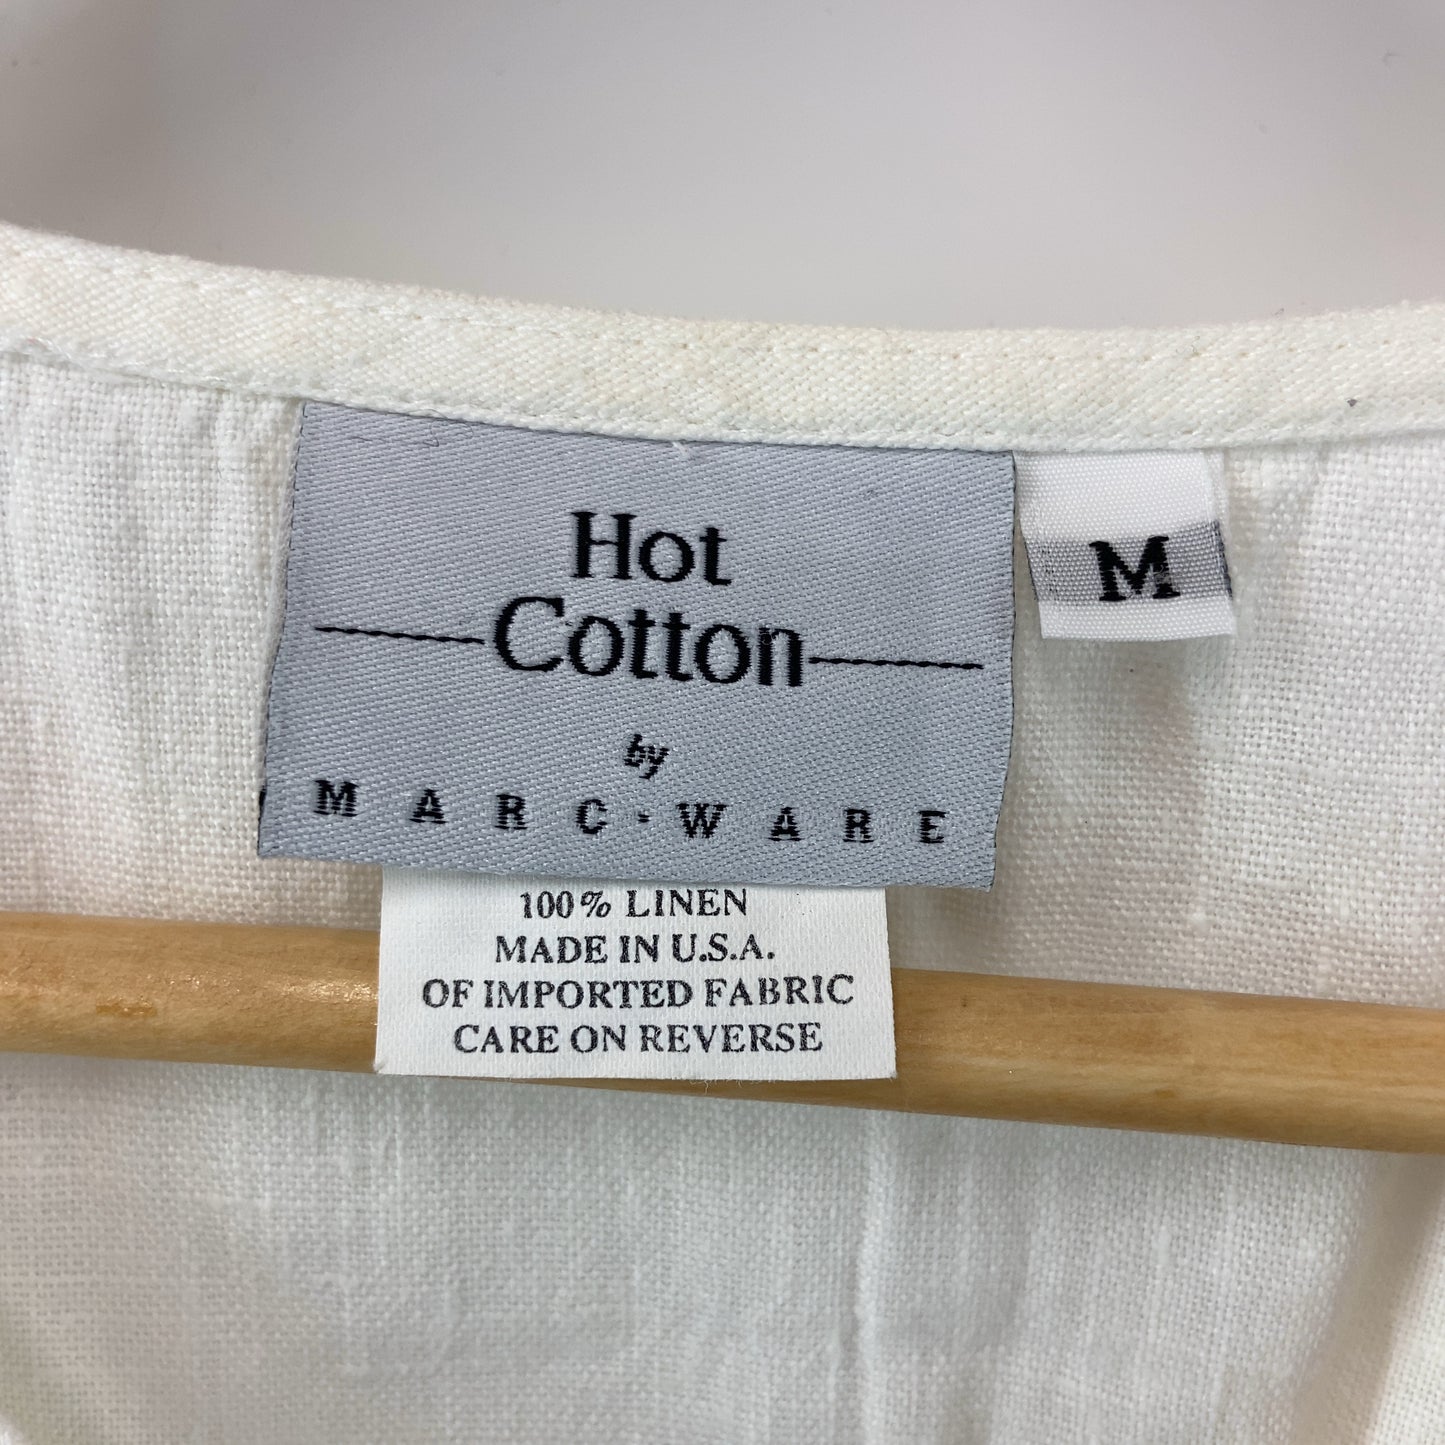 Hot
Cotton
by
MARC·WARE
M
100% LINEN
MADE IN U.S.A.
OF IMPORTED FABRIC
CARE ON REVERSE